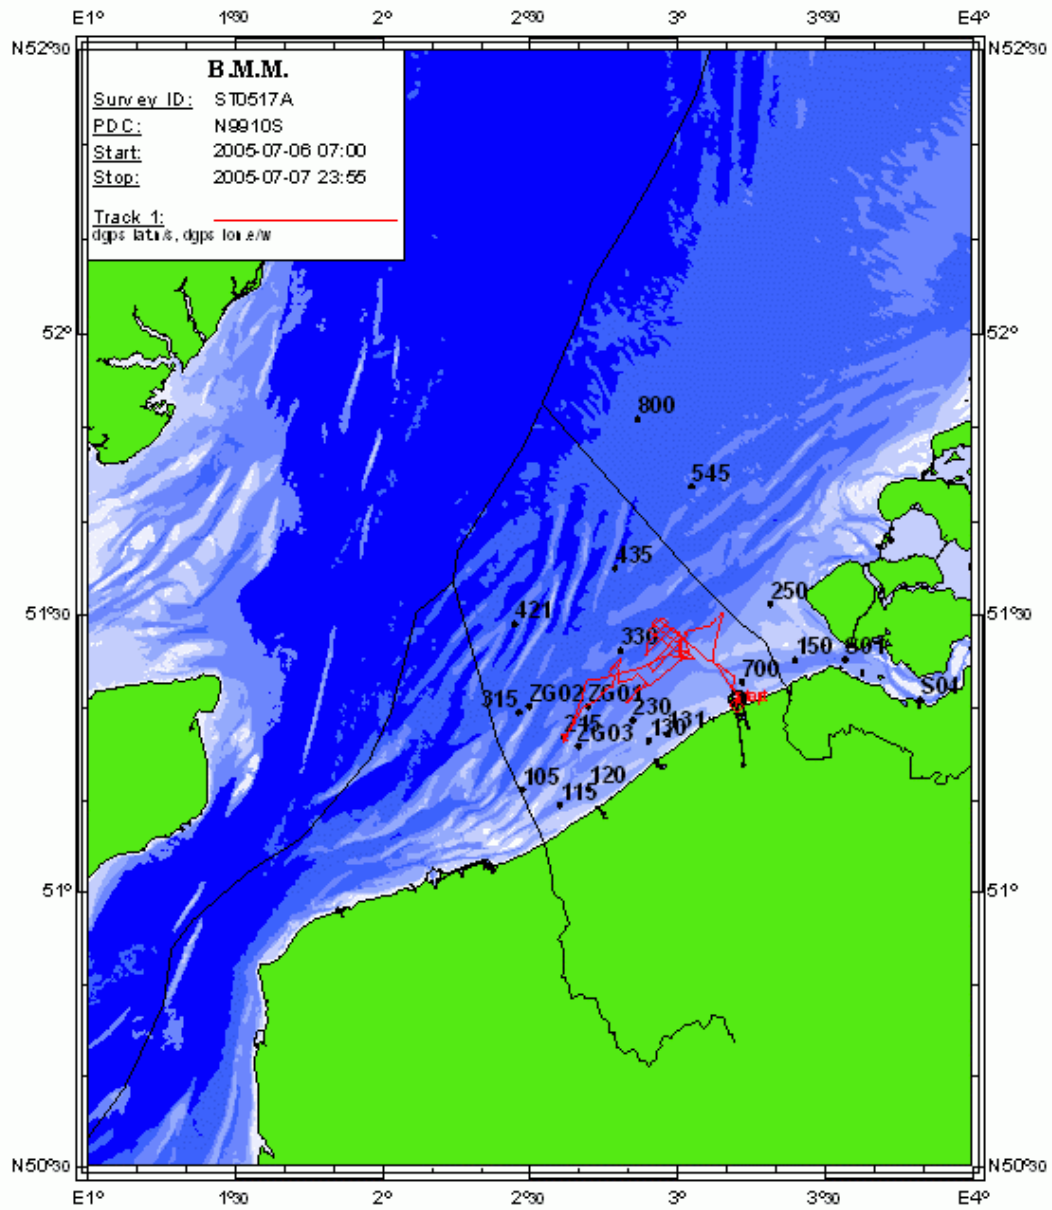 E1° 1°30 2° 2°30 3° 3°30 E4°
N52°30 N52°30
B.M.M.
Survey ID: ST0517A
PDC: N9910S
Start: 2005-07-06 07:00
Stop: 2005-07-07 23:55
Track 1:
dgps lat.n/s, dgps lon.e/w
52° 52°
800
545
435
250
51°30 51°30
421
330
150 S01
700
S04
315 ZG02 ZG01
230
245 131
ZG03 130
105 120
115
51° 51°
N50°30 N50°30
E1° 1°30 2° 2°30 3° 3°30 E4°